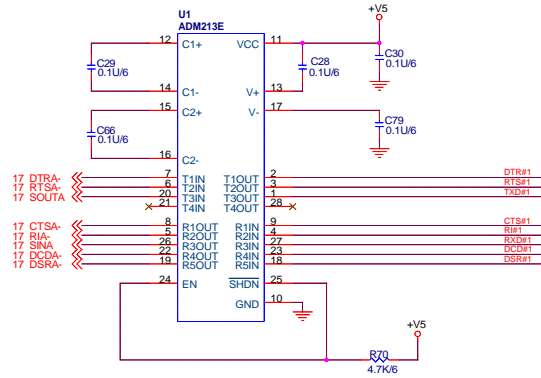 U1
ADM213E
+V5
12 C1+ VCC 11
C29
0.1U/6
C28
0.1U/6
C30
0.1U/6
14 C1- V+ 13
15 C2+ V- 17
C66
0.1U/6
C79
0.1U/6
16 C2-
17 DTRA- 7 T1IN T1OUT 2 DTR#1
17 RTSA- 6 T2IN T2OUT 3 RTS#1
17 SOUTA 20 T3IN T3OUT 1 TXD#1
21 T4IN T4OUT 28
17 CTSA- 8 R1OUT R1IN 9 CTS#1
17 RIA- 5 R2OUT R2IN 4 RI#1
17 SINA 26 R3OUT R3IN 27 RXD#1
17 DCDA- 22 R4OUT R4IN 23 DCD#1
17 DSRA- 19 R5OUT R5IN 18 DSR#1
24 EN SHDN 25
GND 10
+V5
R70
4.7K/6